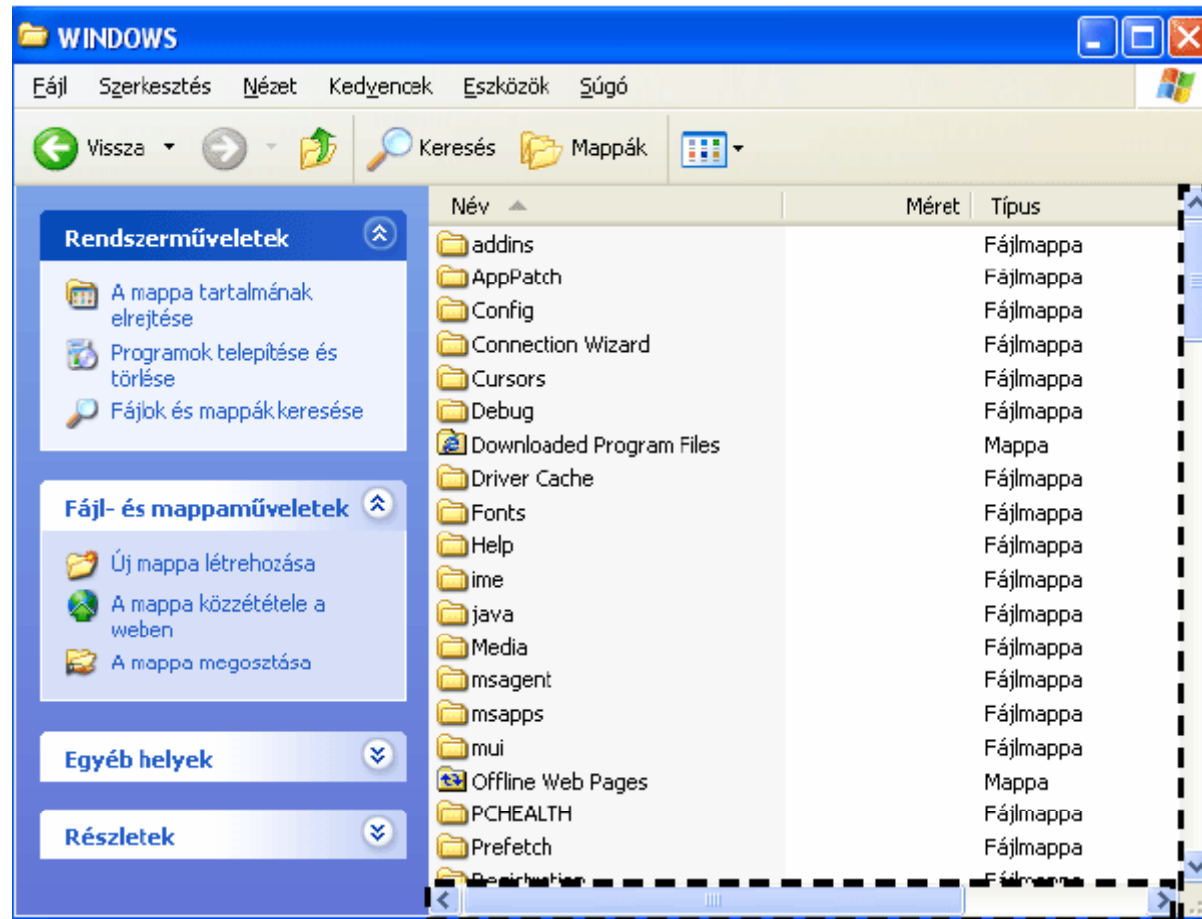 WINDOWS
Fájl Szerkesztés Nézet Kedvencek Eszközök Súgó
Vissza Keresés Mappák
Név Méret Típus
Rendszerműveletek
A mappa tartalmának
elrejtése
Programok telepítése és
törlése
Fájlok és mappák keresése
Fájl- és mappaműveletek
Új mappa létrehozása
A mappa közzététele a
weben
A mappa megosztása
Egyéb helyek
Részletek
addins Fájlmappa
AppPatch Fájlmappa
Config Fájlmappa
Connection Wizard Fájlmappa
Cursors Fájlmappa
Debug Fájlmappa
Downloaded Program Files Mappa
Driver Cache Fájlmappa
Fonts Fájlmappa
Help Fájlmappa
ime Fájlmappa
java Fájlmappa
Media Fájlmappa
msagent Fájlmappa
msapps Fájlmappa
mui Fájlmappa
Offline Web Pages Mappa
PCHEALTH Fájlmappa
Prefetch Fájlmappa